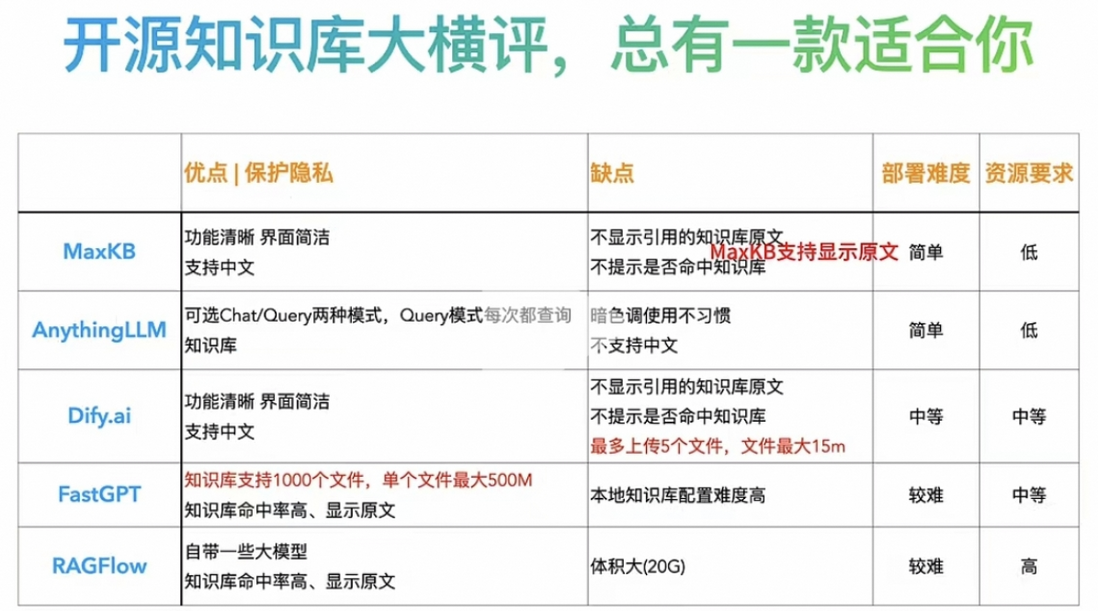 开源知识库大横评，总有一款适合你
优点 | 保护隐私
缺点
部署难度
资源要求
MaxKB
功能清晰 界面简洁
支持中文
不显示引用的知识库原文
不提示是否命中知识库
MaxKB支持显示原文
简单
低
AnythingLLM
可选Chat/Query两种模式，Query模式每次都查询
知识库
暗色调使用不习惯
不支持中文
简单
低
Dify.ai
功能清晰 界面简洁
支持中文
不显示引用的知识库原文
不提示是否命中知识库
最多上传5个文件，文件最大15m
中等
中等
FastGPT
知识库支持1000个文件，单个文件最大500M
知识库命中率高、显示原文
本地知识库配置难度高
较难
中等
RAGFlow
自带一些大模型
知识库命中率高、显示原文
体积大(20G)
较难
高